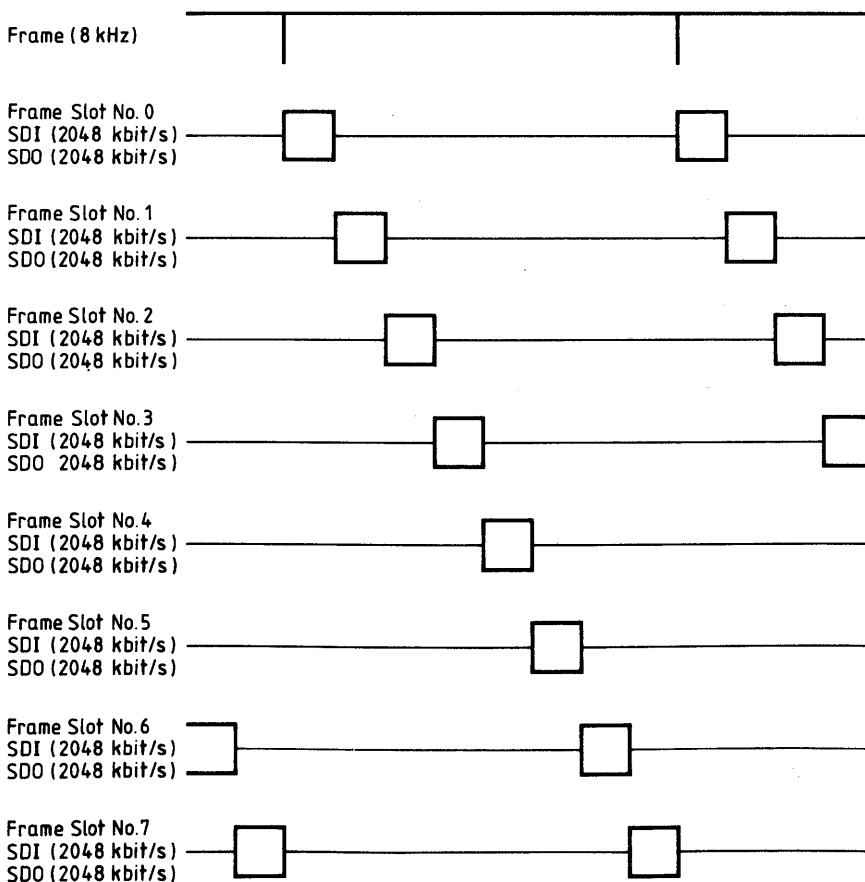 Frame (8 kHz)
Frame Slot No. 0
SDI (2048 kbit/s)
SDO (2048 kbit/s)
Frame Slot No. 1
SDI (2048 kbit/s)
SDO (2048 kbit/s)
Frame Slot No. 2
SDI (2048 kbit/s)
SDO (2048 kbit/s)
Frame Slot No. 3
SDI (2048 kbit/s)
SDO 2048 kbit/s)
Frame Slot No. 4
SDI (2048 kbit/s)
SDO (2048 kbit/s)
Frame Slot No. 5
SDI (2048 kbit/s)
SDO (2048 kbit/s)
Frame Slot No. 6
SDI (2048 kbit/s)
SDO (2048 kbit/s)
Frame Slot No. 7
SDI (2048 kbit/s)
SDO (2048 kbit/s)